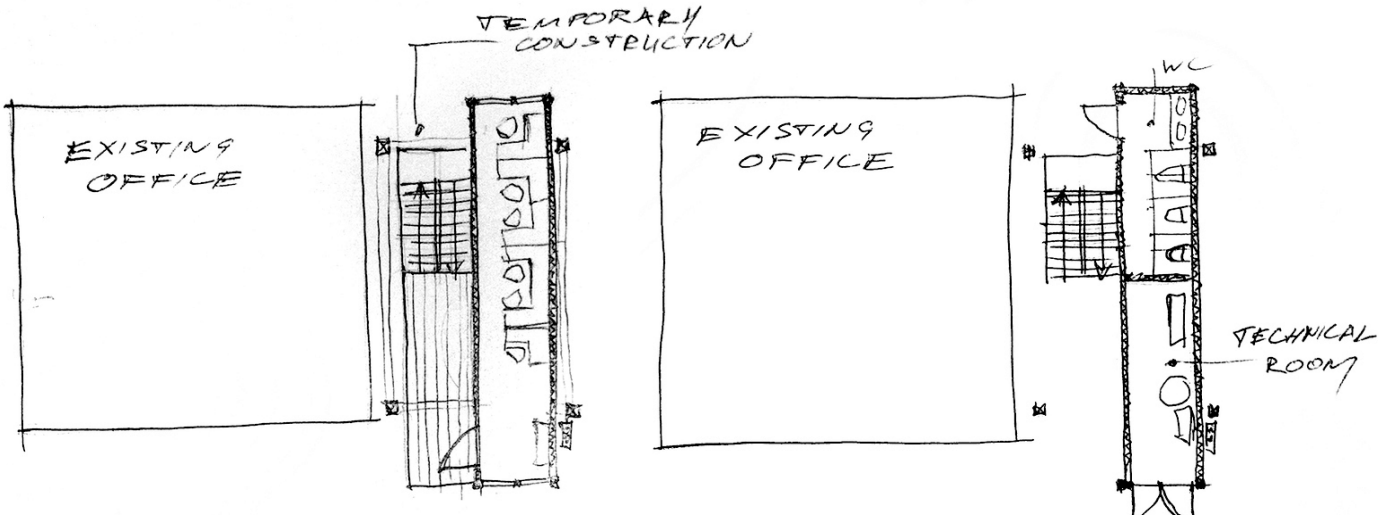 TEMPORARY
CONSTRUCTION
EXISTING
OFFICE
EXISTING
OFFICE
WC
TECHNICAL
ROOM